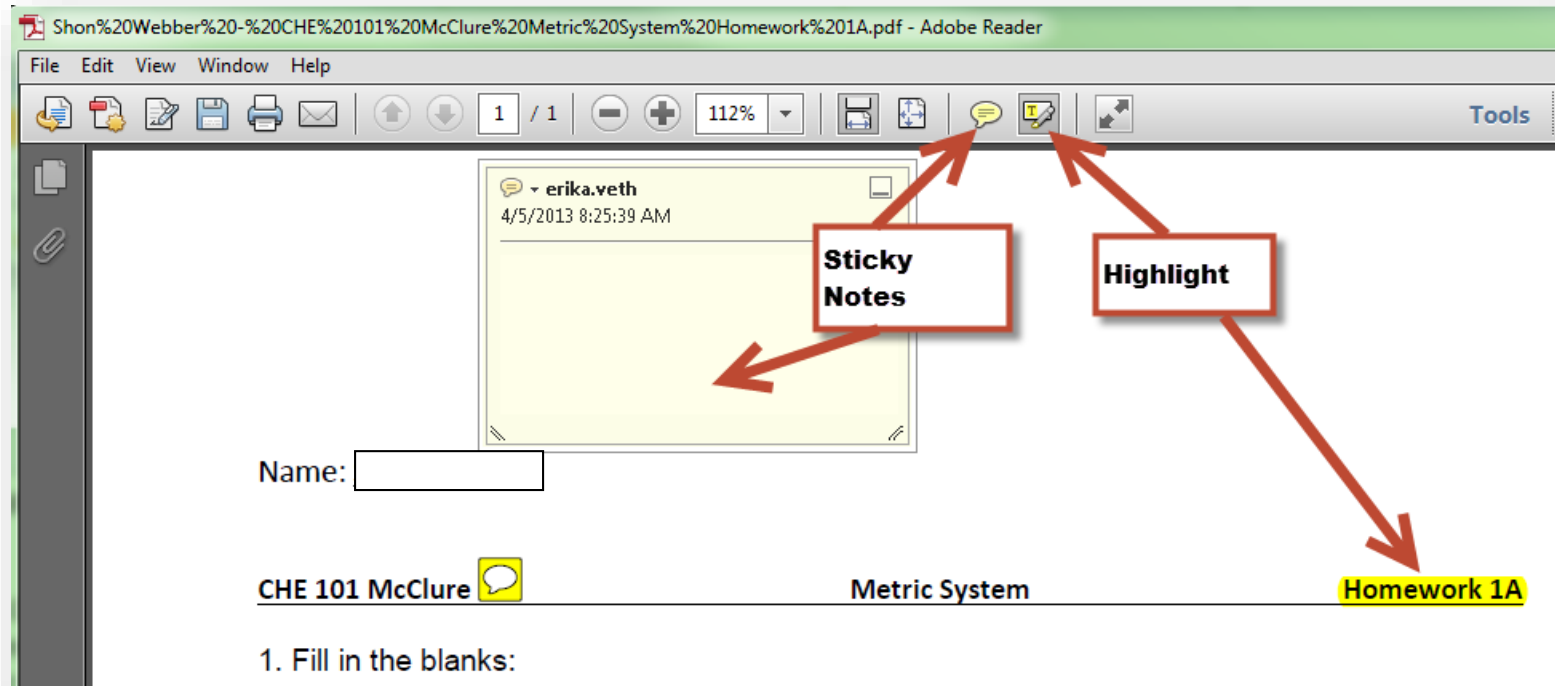 Shon%20Webber%20-%20CHE%20101%20McClure%20Metric%20System%20Homework%201A.pdf - Adobe Reader
File Edit View Window Help
1 / 1 112% T Tools
erika.veth
4/5/2013 8:25:39 AM
Sticky
Notes
Highlight
Name:
CHE 101 McClure Metric System Homework 1A
1. Fill in the blanks: